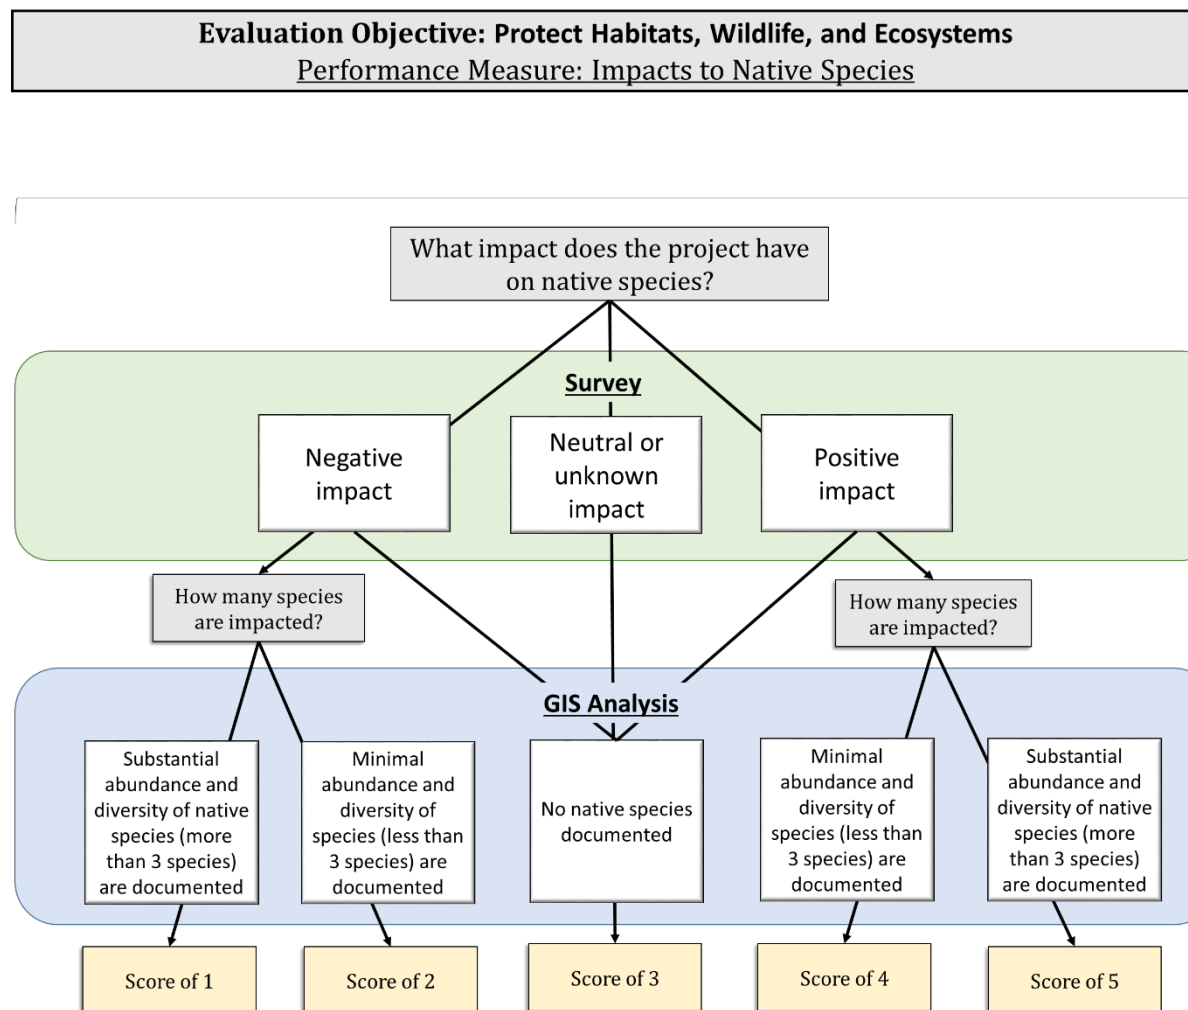 Evaluation Objective: Protect Habitats, Wildlife, and Ecosystems
Performance Measure: Impacts to Native Species
What impact does the project have
on native species?
Survey
Negative
impact
Neutral or
unknown
impact
Positive
impact
How many species
are impacted?
How many species
are impacted?
GIS Analysis
Substantial
abundance and
diversity of native
species (more
than 3 species)
are documented
Minimal
abundance and
diversity of
species (less than
3 species) are
documented
No native species
documented
Minimal
abundance and
diversity of
species (less than
3 species) are
documented
Substantial
abundance and
diversity of native
species (more
than 3 species)
are documented
Score of 1
Score of 2
Score of 3
Score of 4
Score of 5